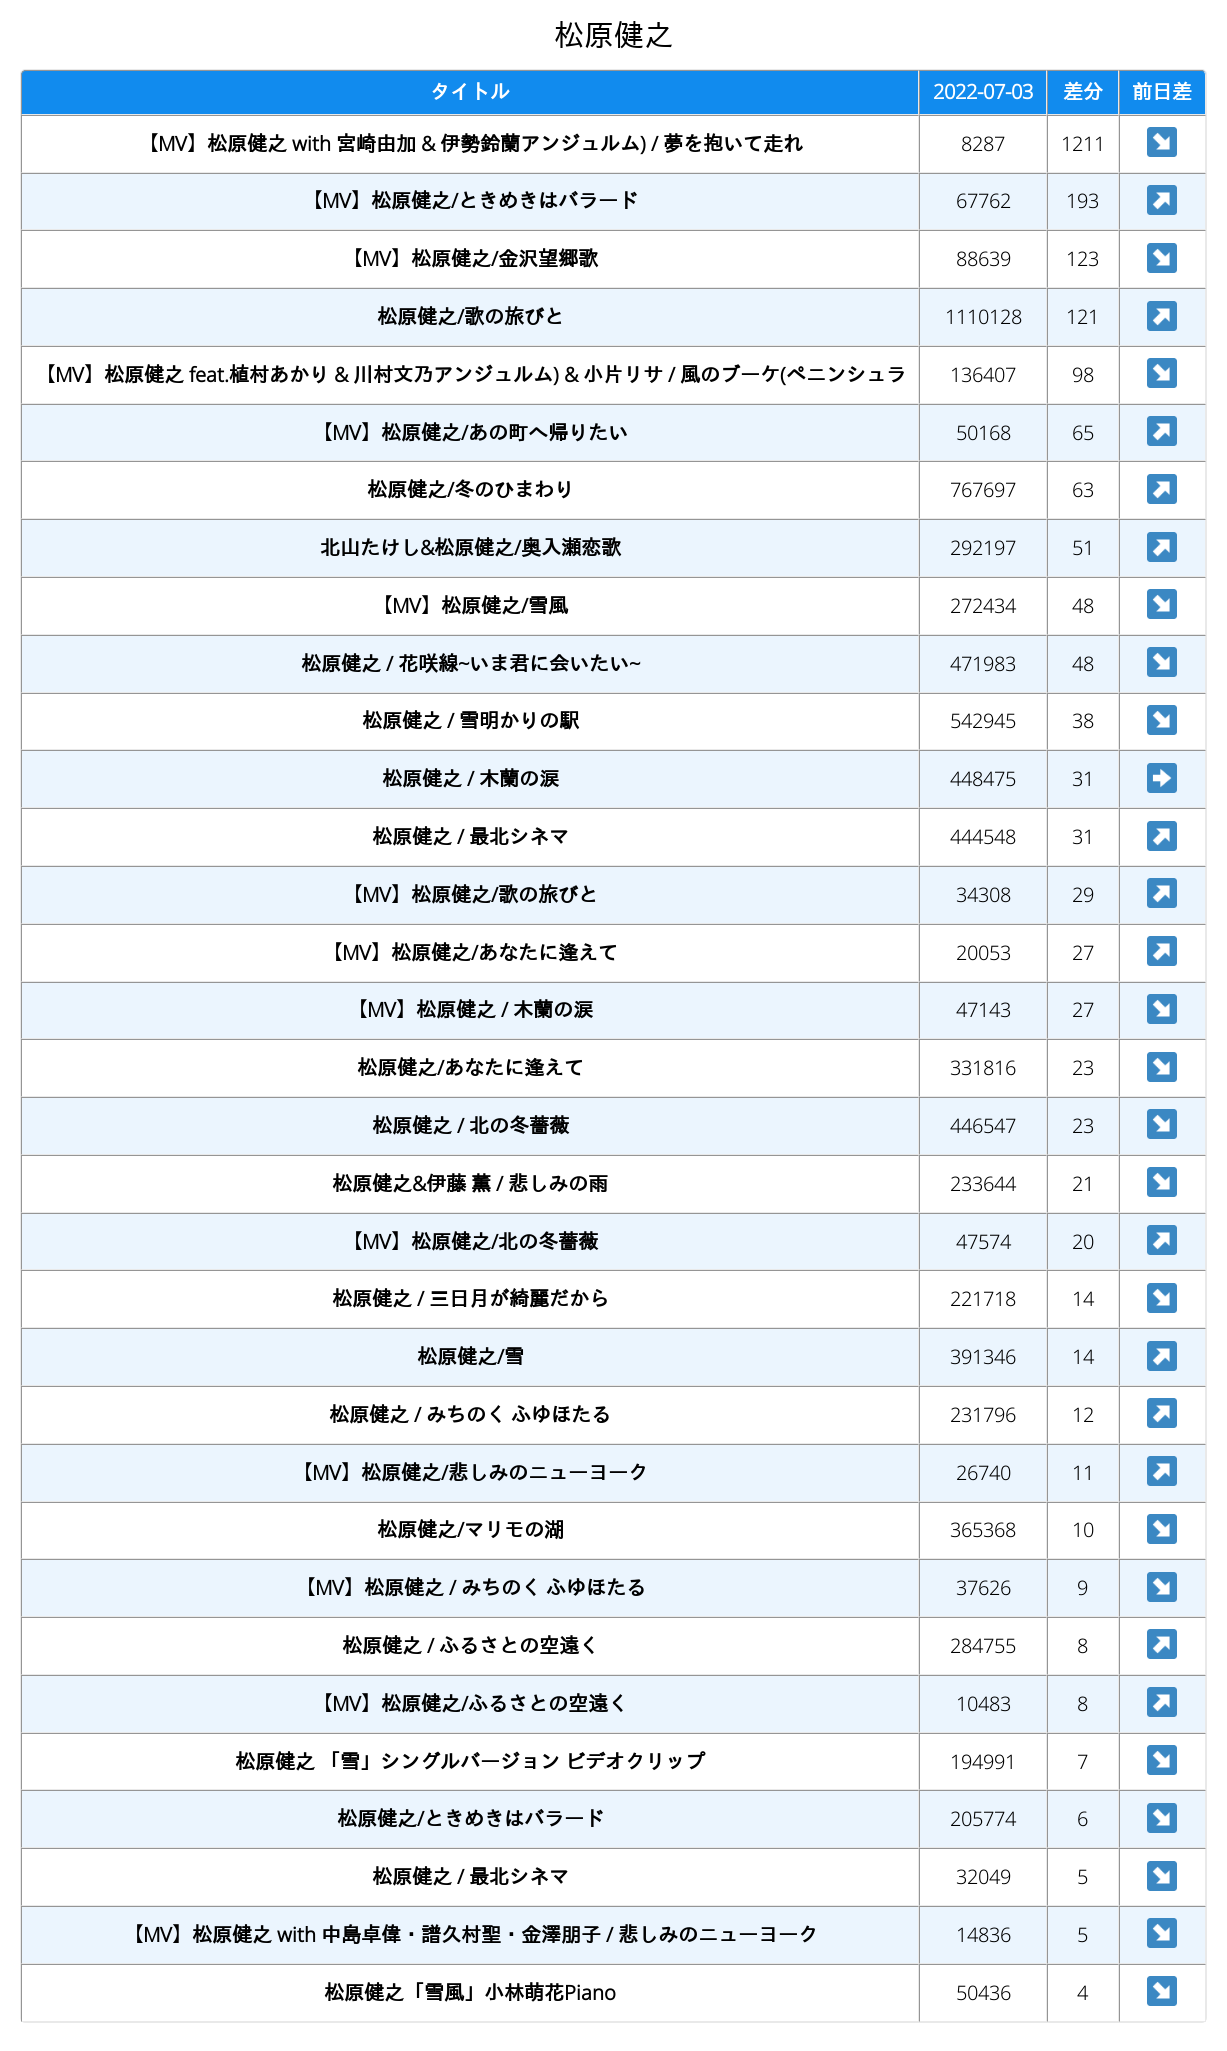 松原健之
タイトル 2022-07-03 差分 前日差
【MV】松原健之 with 宮崎由加 & 伊勢鈴蘭アンジュルム) / 夢を抱いて走れ 8287 1211 ↘
【MV】松原健之/ときめきはバラード 67762 193 ↗
【MV】松原健之/金沢望郷歌 88639 123 ↘
松原健之/歌の旅びと 1110128 121 ↗
【MV】松原健之 feat.植村あかり & 川村文乃アンジュルム) & 小片リサ / 風のブーケ(ペニンシュラ 136407 98 ↘
【MV】松原健之/あの町へ帰りたい 50168 65 ↗
松原健之/冬のひまわり 767697 63 ↗
北山たけし&松原健之/奥入瀬恋歌 292197 51 ↗
【MV】松原健之/雪風 272434 48 ↘
松原健之 / 花咲線~いま君に会いたい~ 471983 48 ↘
松原健之 / 雪明かりの駅 542945 38 ↘
松原健之 / 木蘭の涙 448475 31 ➡
松原健之 / 最北シネマ 444548 31 ↗
【MV】松原健之/歌の旅びと 34308 29 ↗
【MV】松原健之/あなたに逢えて 20053 27 ↗
【MV】松原健之 / 木蘭の涙 47143 27 ↘
松原健之/あなたに逢えて 331816 23 ↘
松原健之 / 北の冬薔薇 446547 23 ↘
松原健之&伊藤 薫 / 悲しみの雨 233644 21 ↘
【MV】松原健之/北の冬薔薇 47574 20 ↗
松原健之 / 三日月が綺麗だから 221718 14 ↘
松原健之/雪 391346 14 ↗
松原健之 / みちのく ふゆほたる 231796 12 ↗
【MV】松原健之/悲しみのニューヨーク 26740 11 ↗
松原健之/マリモの湖 365368 10 ↘
【MV】松原健之 / みちのく ふゆほたる 37626 9 ↘
松原健之 / ふるさとの空遠く 284755 8 ↗
【MV】松原健之/ふるさとの空遠く 10483 8 ↗
松原健之 「雪」シングルバージョン ビデオクリップ 194991 7 ↘
松原健之/ときめきはバラード 205774 6 ↘
松原健之 / 最北シネマ 32049 5 ↘
【MV】松原健之 with 中島卓偉・譜久村聖・金澤朋子 / 悲しみのニューヨーク 14836 5 ↘
松原健之「雪風」小林萌花Piano 50436 4 ↘